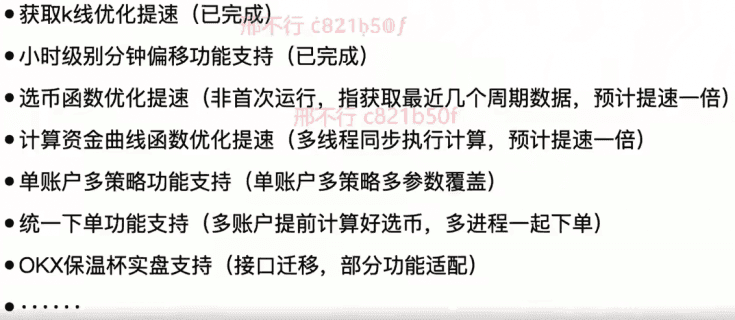 •获取k线优化提速（已完成）
邢不行 c821b50f
•小时级别分钟偏移功能支持（已完成）
•选币函数优化提速（非首次运行，指获取最近几个周期数据，预计提速一倍）
邢不行 c821b50f
•计算资金曲线函数优化提速（多线程同步执行计算，预计提速一倍）
•单账户多策略功能支持（单账户多策略多参数覆盖）
•统一下单功能支持（多账户提前计算好选币，多进程一起下单）
•OKX保温杯实盘支持（接口迁移，部分功能适配）
•······